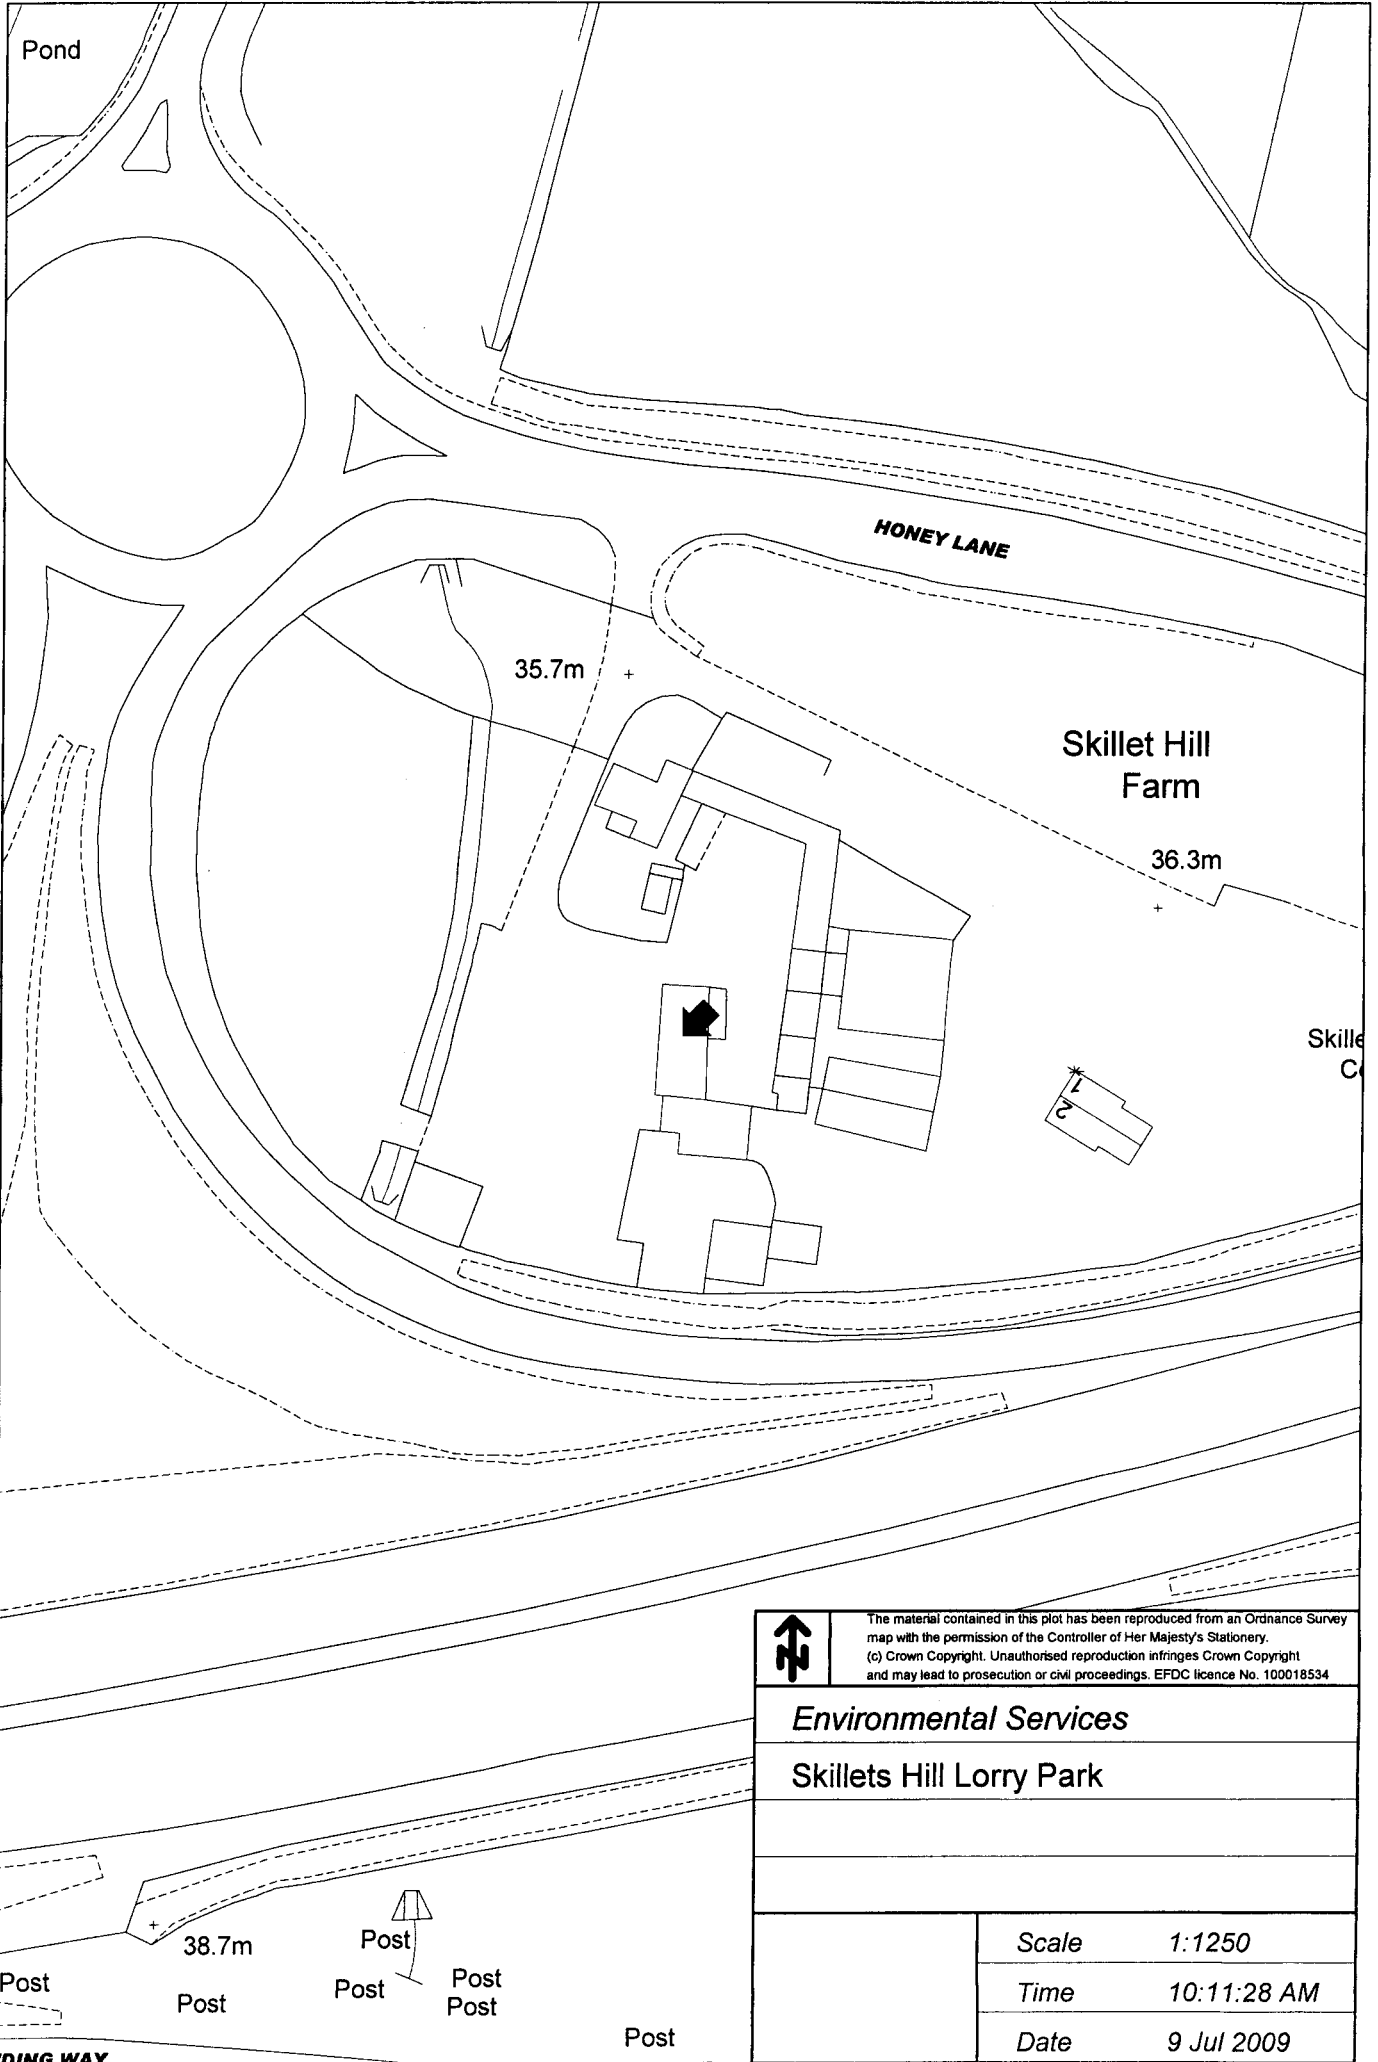 Pond
HONEY LANE
35.7m
Skillet Hill
Farm
36.3m
Skille
1
2
N
The material contained in this plot has been reproduced from an Ordnance Survey
map with the permission of the Controller of Her Majesty's Stationery.
(c) Crown Copyright. Unauthorised reproduction infringes Crown Copyright
and may lead to prosecution or civil proceedings. EFDC licence No. 100018534
Environmental Services
Skillets Hill Lorry Park
Scale 1:1250
Time 10:11:28 AM
Date 9 Jul 2009
38.7m
Post
Post
Post
Post
Post
Post
Post
WAY